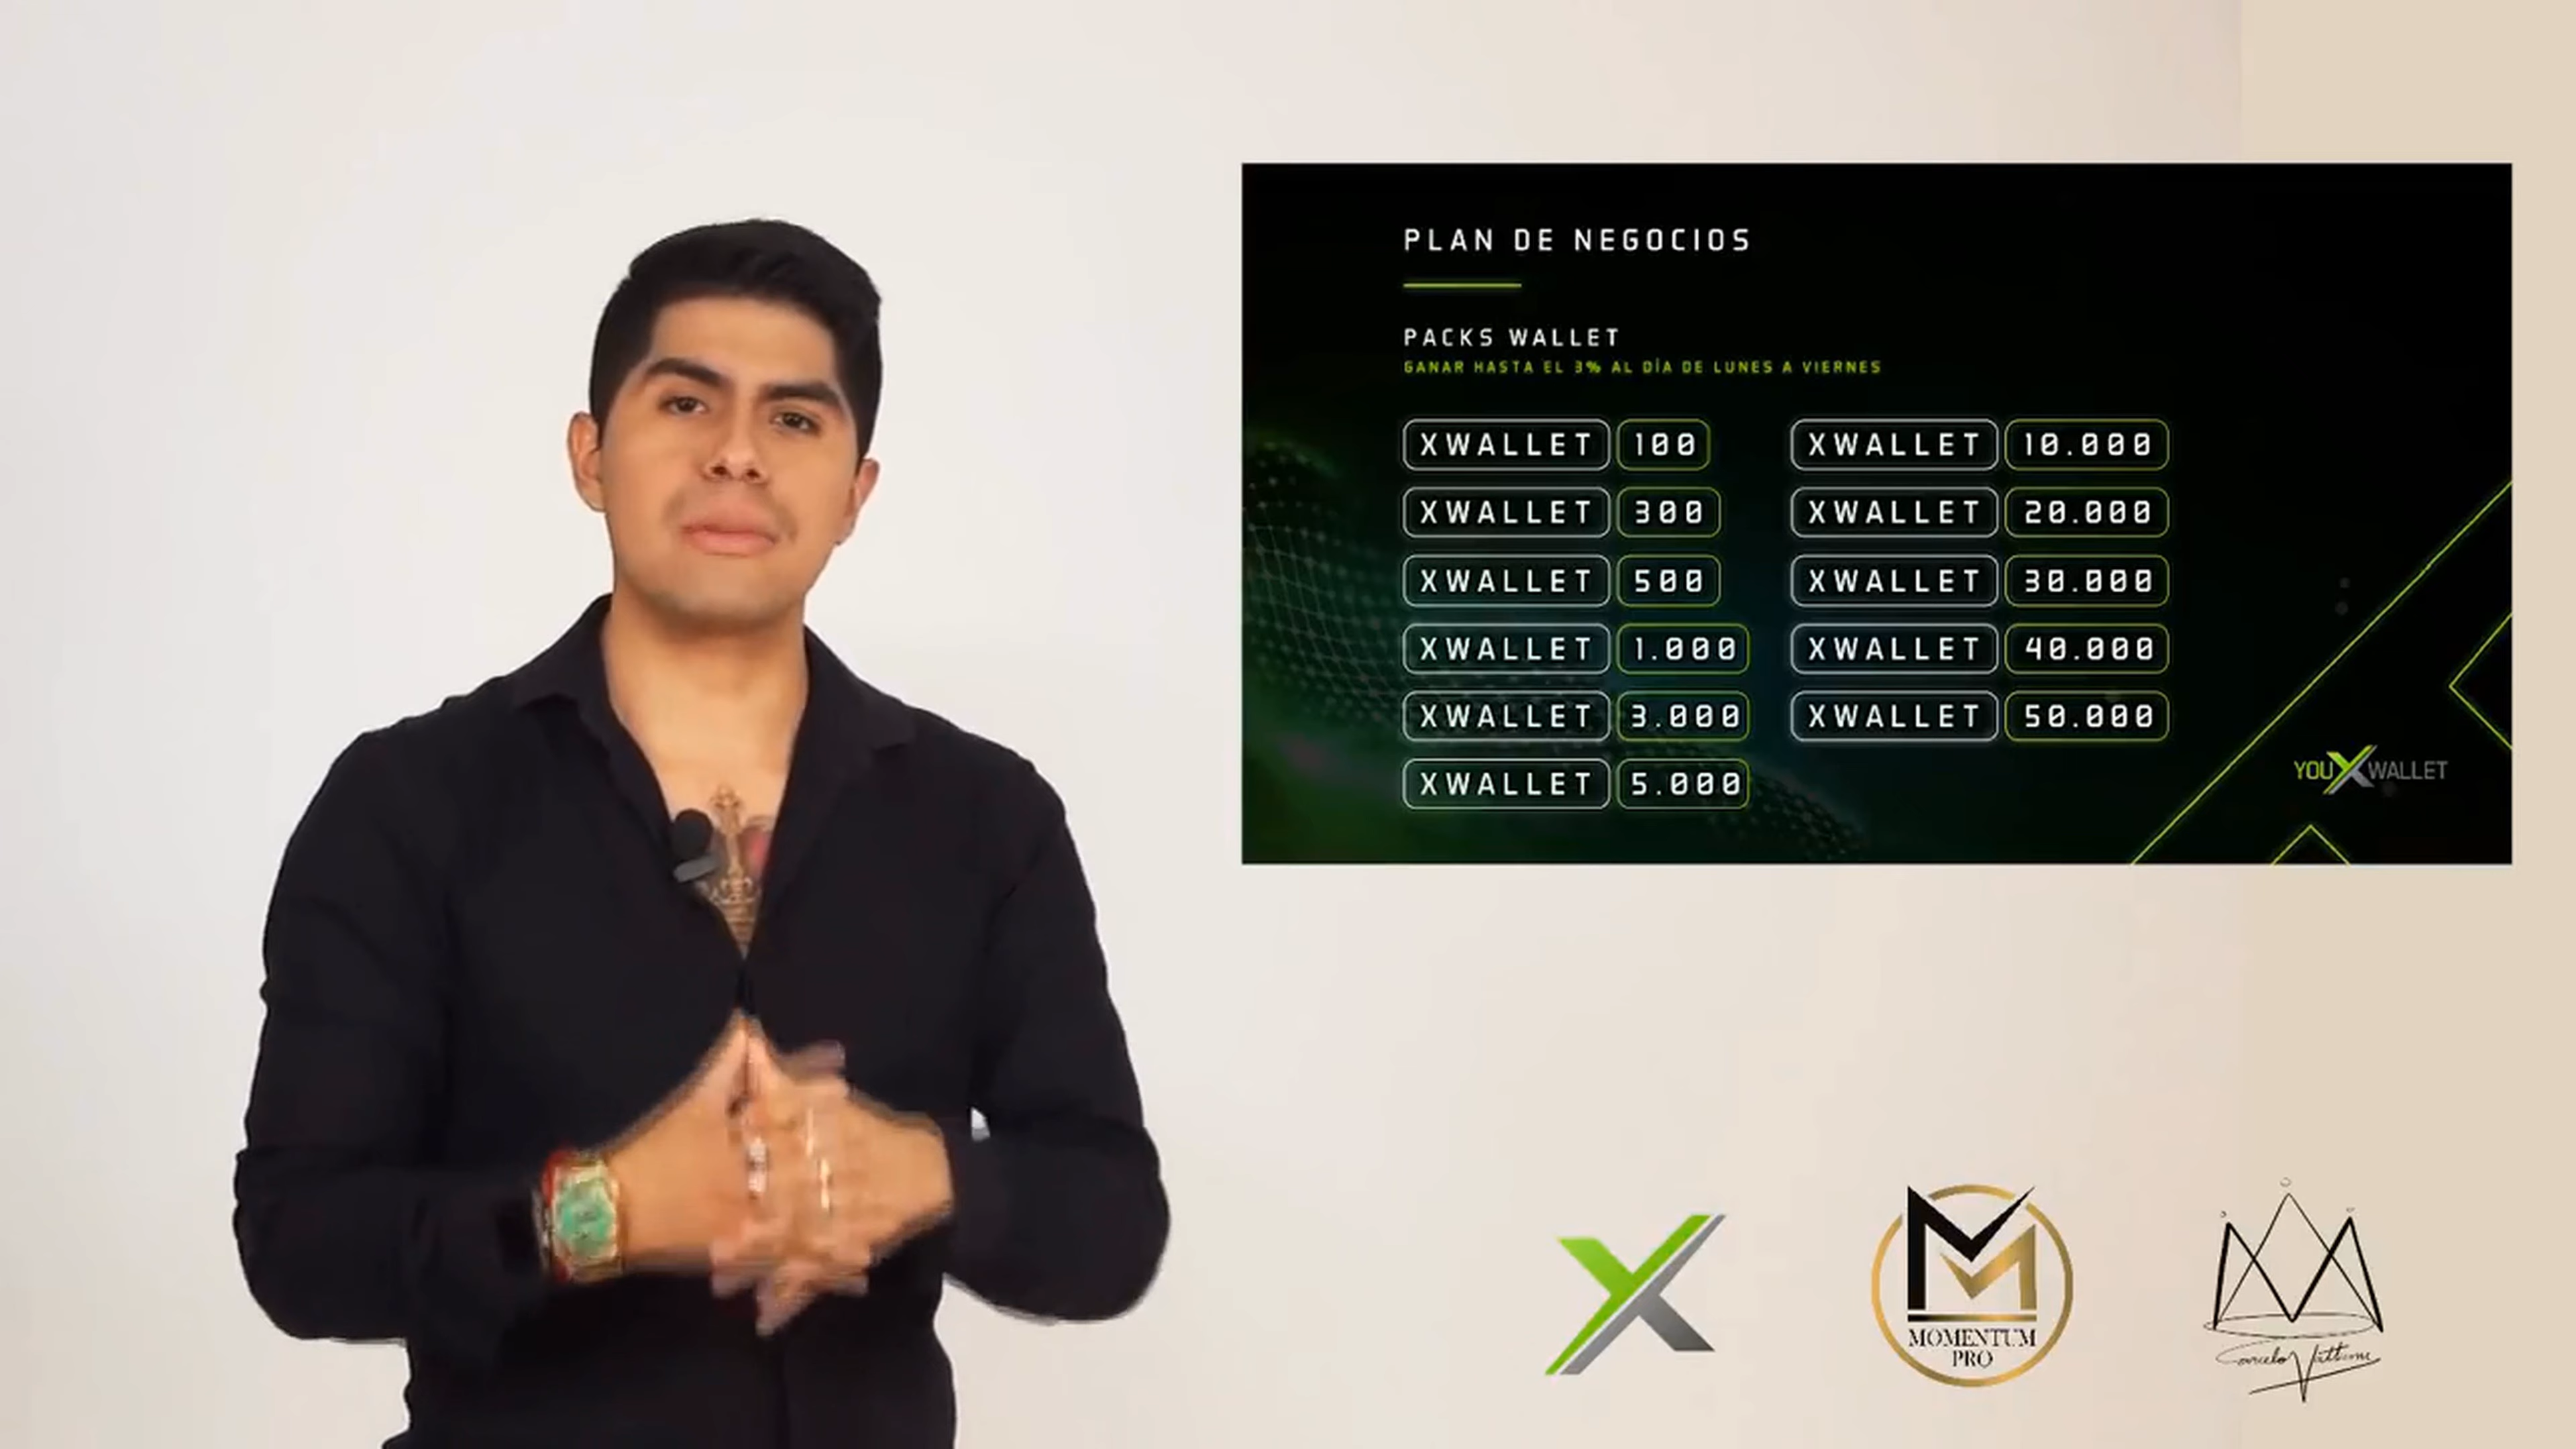 PLAN DE NEGOCIOS
PACKS WALLET
GANAR HASTA EL 3% AL DÍA DE LUNES A VIERNES
XWALLET 100
XWALLET 300
XWALLET 500
XWALLET 1.000
XWALLET 3.000
XWALLET 5.000
XWALLET 10.000
XWALLET 20.000
XWALLET 30.000
XWALLET 40.000
XWALLET 50.000
YOUXWALLET
MOMENTUM
PRO